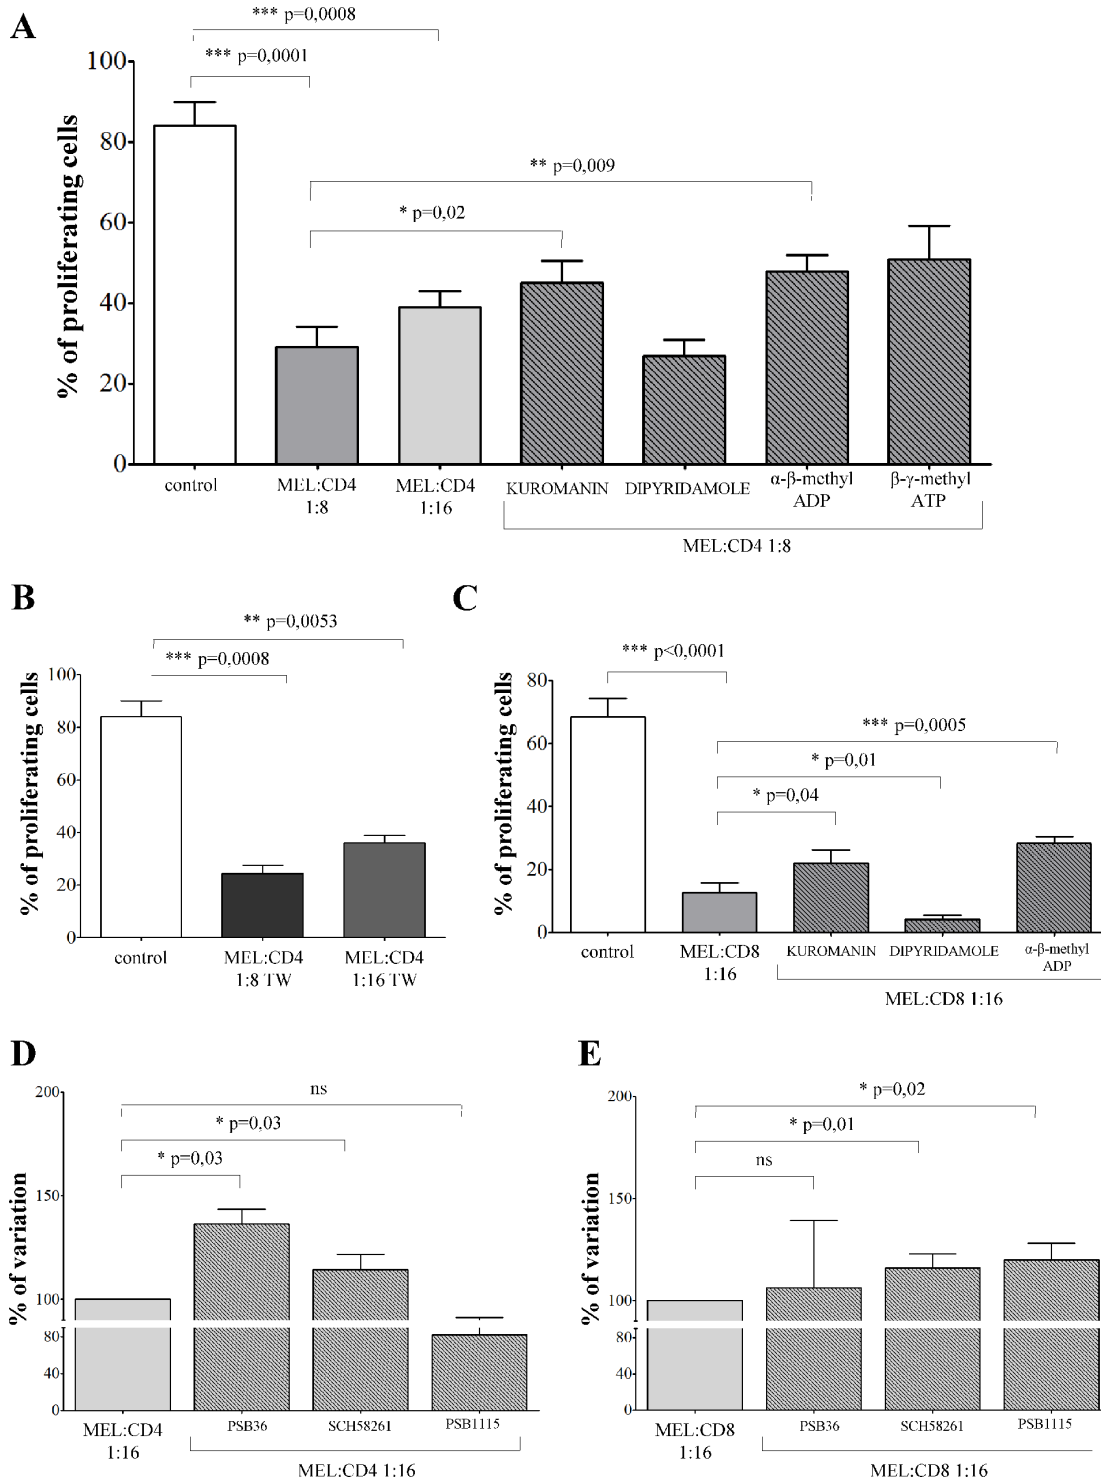 A
*** p=0,0008
*** p=0,0001
** p=0,009
* p=0,02
% of proliferating cells
100
80
60
40
20
0
control
MEL:CD4
1:8
MEL:CD4
1:16
KUROMANIN
DIPYRIDAMOLE
α-β-methyl
ADP
β-γ-methyl
ATP
MEL:CD4 1:8
B
** p=0,0053
*** p=0,0008
% of proliferating cells
100
80
60
40
20
0
control
MEL:CD4
1:8 TW
MEL:CD4
1:16 TW
C
*** p<0,0001
*** p=0,0005
* p=0,01
* p=0,04
% of proliferating cells
80
60
40
20
0
control
MEL:CD8
1:16
KUROMANIN
DIPYRIDAMOLE
α-β-methyl
ADP
MEL:CD8 1:16
D
ns
* p=0,03
* p=0,03
% of variation
200
150
100
80
40
0
MEL:CD4
1:16
PSB36
SCH58261
PSB1115
MEL:CD4 1:16
E
* p=0,02
* p=0,01
ns
% of variation
200
150
100
80
40
0
MEL:CD8
1:16
PSB36
SCH58261
PSB1115
MEL:CD8 1:16